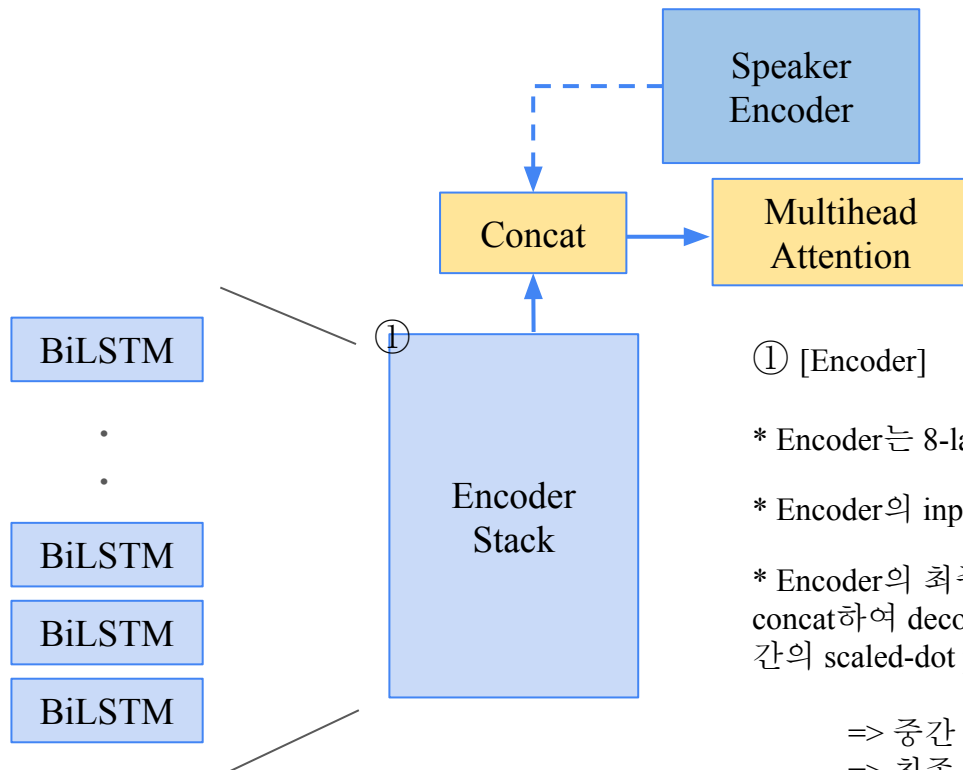 Speaker
Encoder
Concat
Multihead
Attention
BiLSTM
①
Encoder
Stack
BiLSTM
BiLSTM
BiLSTM
① [Encoder]
* Encoder는 8-la
* Encoder의 inp
* Encoder의 최
concat하여 deco
간의 scaled-dot
=> 중간
=> 최종